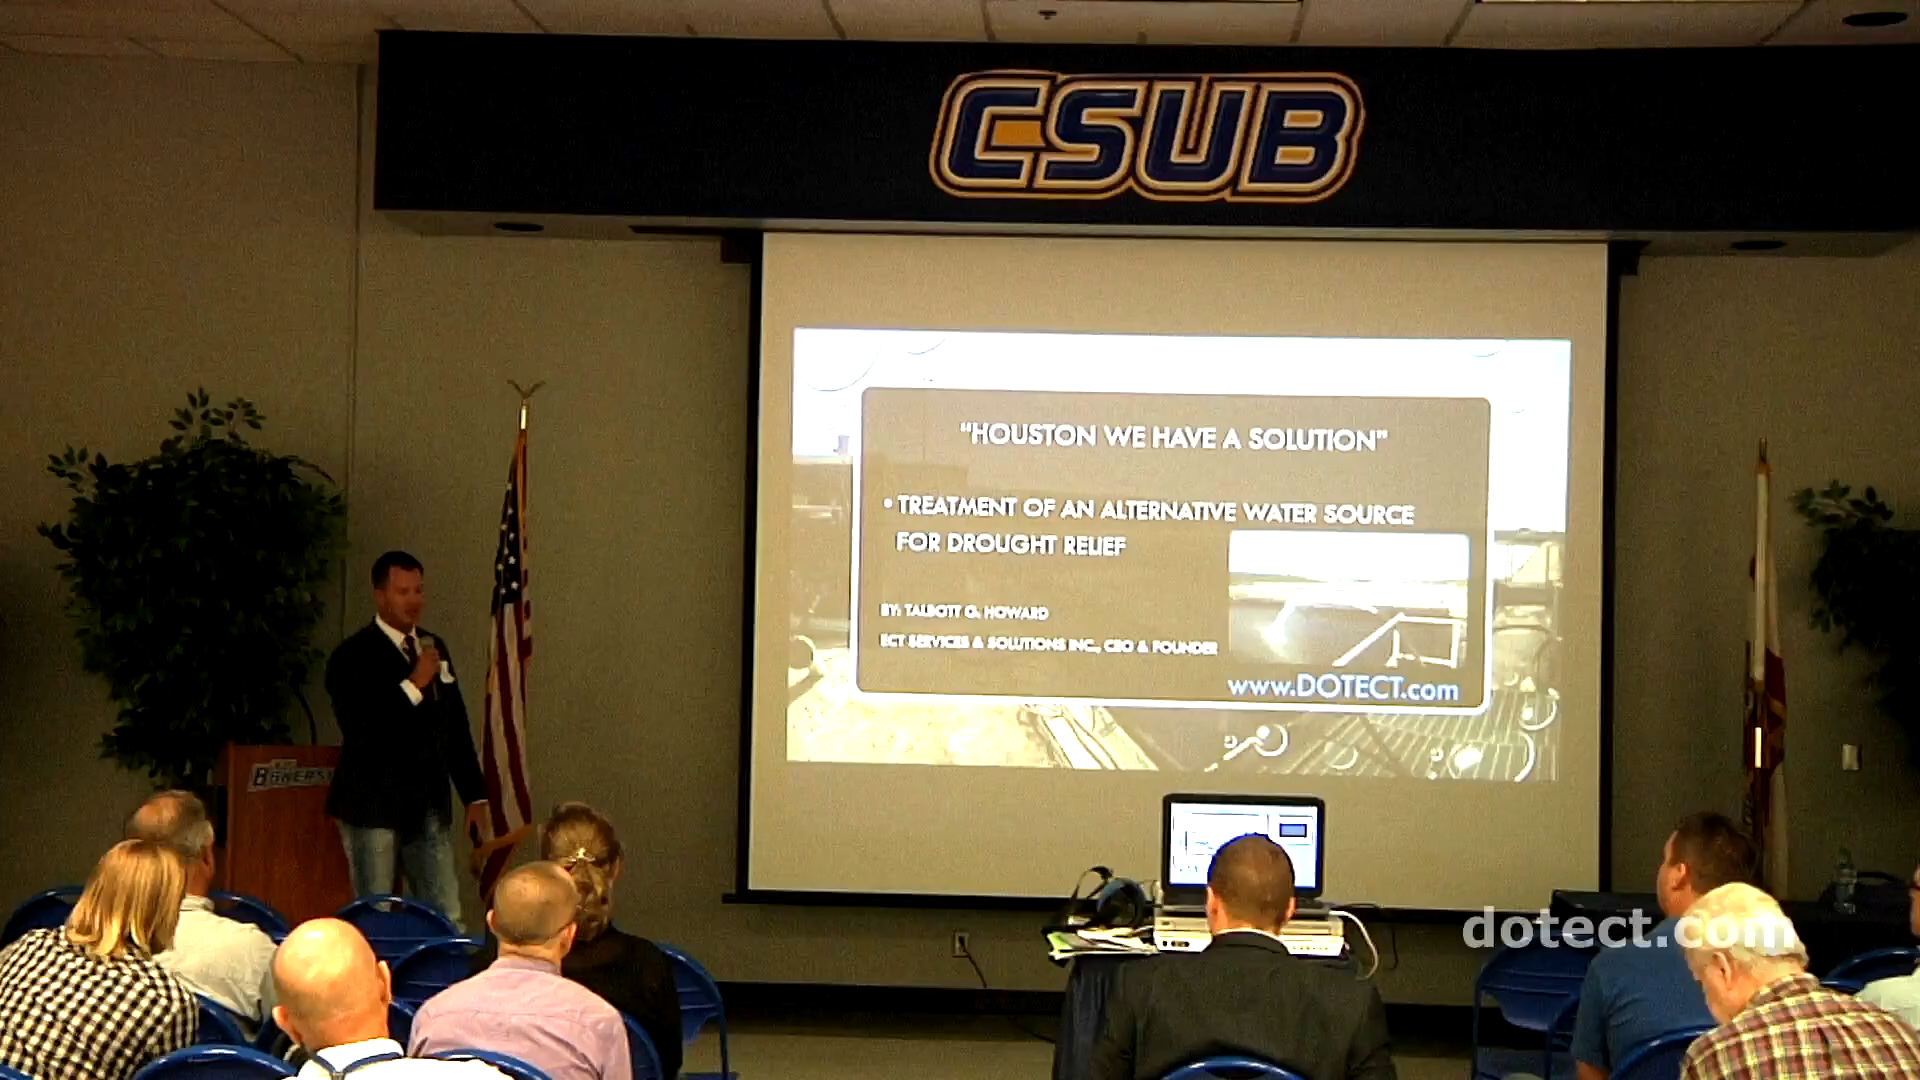 CSUB
“HOUSTON WE HAVE A SOLUTION”
• TREATMENT OF AN ALTERNATIVE WATER SOURCE
FOR DROUGHT RELIEF
BY: TALBOTT G. HOWARD
ECT SERVICES & SOLUTIONS INC., CEO & FOUNDER
www.DOTECT.com
dotect.com